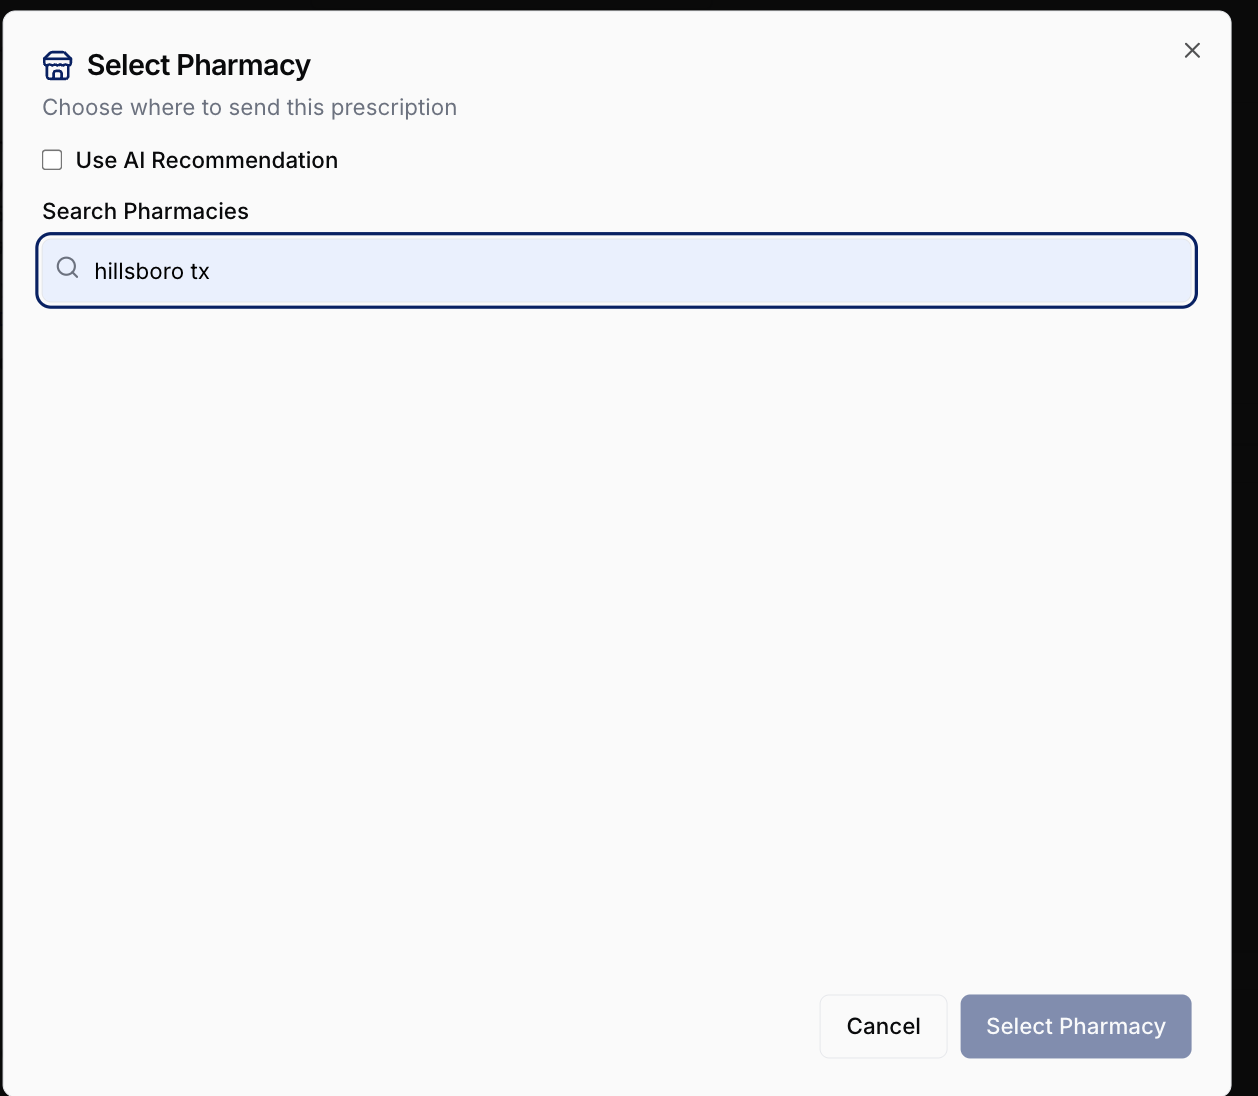 Select Pharmacy
Choose where to send this prescription
Use AI Recommendation
Search Pharmacies
hillsboro tx
Cancel
Select Pharmacy